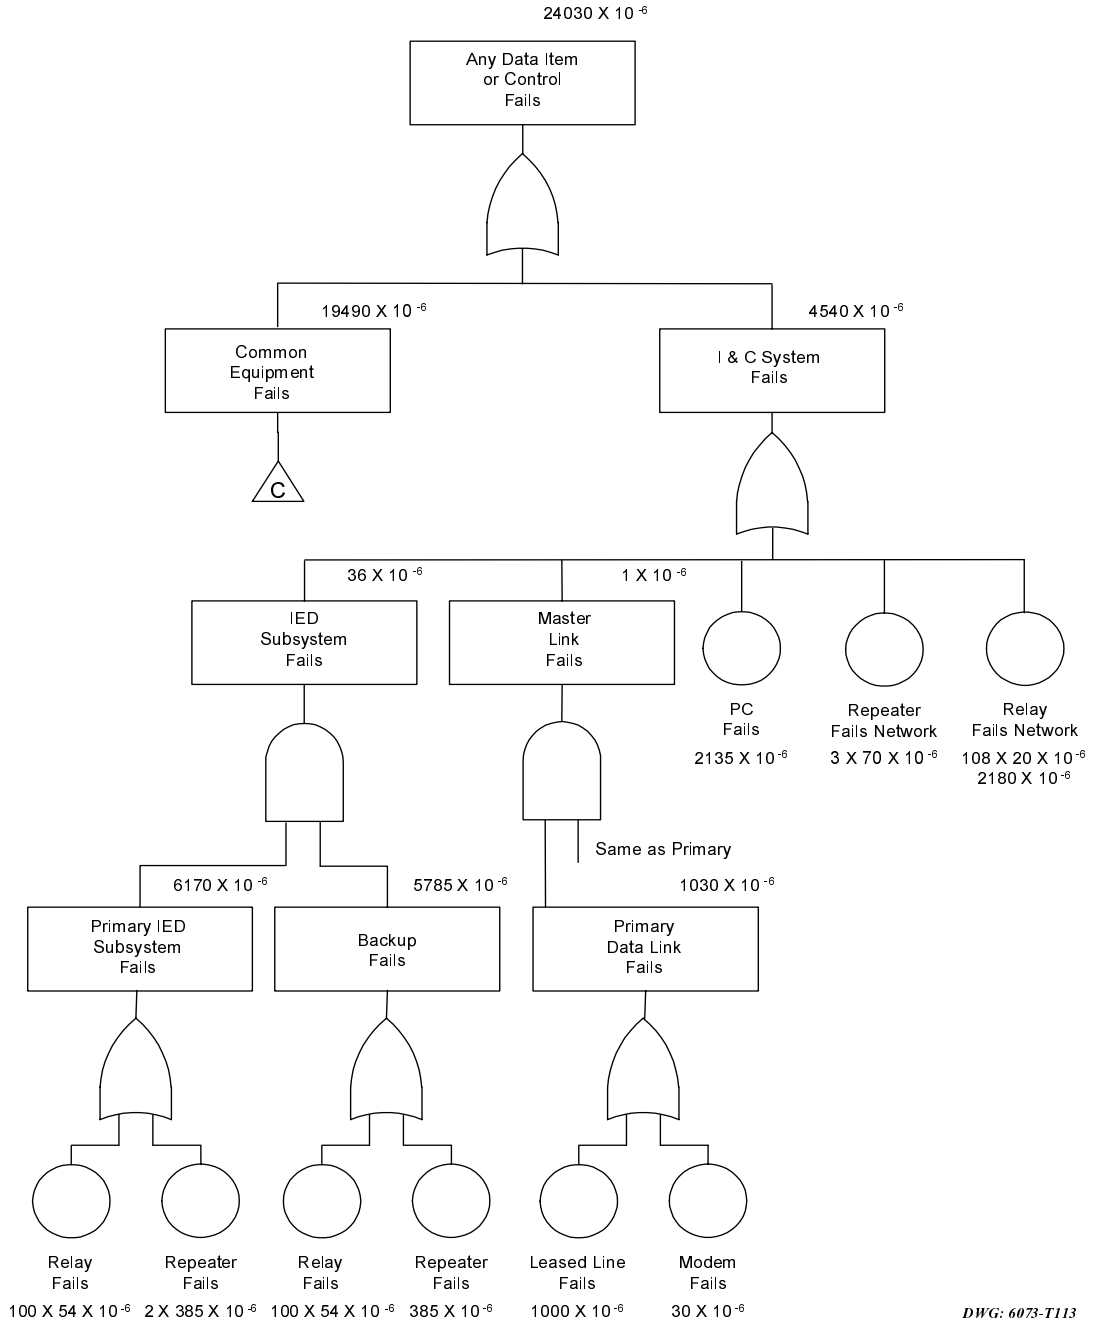 24030 X 10 -6
Any Data Item
or Control
Fails
19490 X 10 -6
Common
Equipment
Fails
C
4540 X 10 -6
I & C System
Fails
36 X 10 -6
IED
Subsystem
Fails
1 X 10 -6
Master
Link
Fails
PC
Fails
2135 X 10 -6
Repeater
Fails Network
3 X 70 X 10 -6
Relay
Fails Network
108 X 20 X 10 -6
2180 X 10 -6
Same as Primary
6170 X 10 -6
Primary IED
Subsystem
Fails
5785 X 10 -6
Backup
Fails
1030 X 10 -6
Primary
Data Link
Fails
Relay
Fails
100 X 54 X 10 -6
Repeater
Fails
2 X 385 X 10 -6
Relay
Fails
100 X 54 X 10 -6
Repeater
Fails
385 X 10 -6
Leased Line
Fails
1000 X 10 -6
Modem
Fails
30 X 10 -6
DWG: 6073-T113